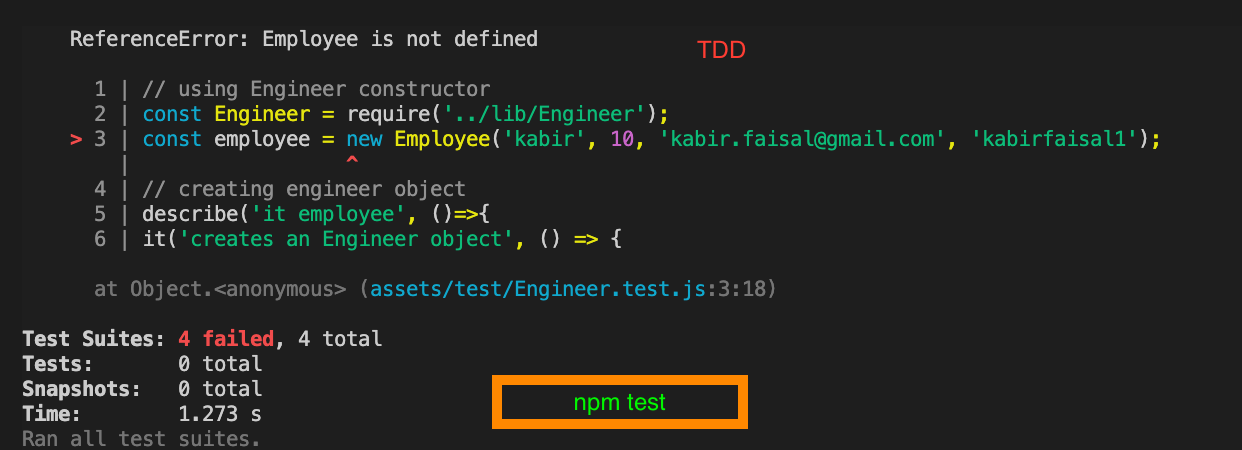 ReferenceError: Employee is not defined
TDD
1 | // using Engineer constructor
2 | const Engineer = require('../lib/Engineer');
> 3 | const employee = new Employee('kabir', 10, 'kabir.faisal@gmail.com', 'kabirfaisal1');
| ^
4 | // creating engineer object
5 | describe('it employee', ()=>{
6 | it('creates an Engineer object', () => {
at Object.<anonymous> (assets/test/Engineer.test.js:3:18)
Test Suites: 4 failed, 4 total
Tests: 0 total
Snapshots: 0 total
Time: 1.273 s
Ran all test suites.
npm test